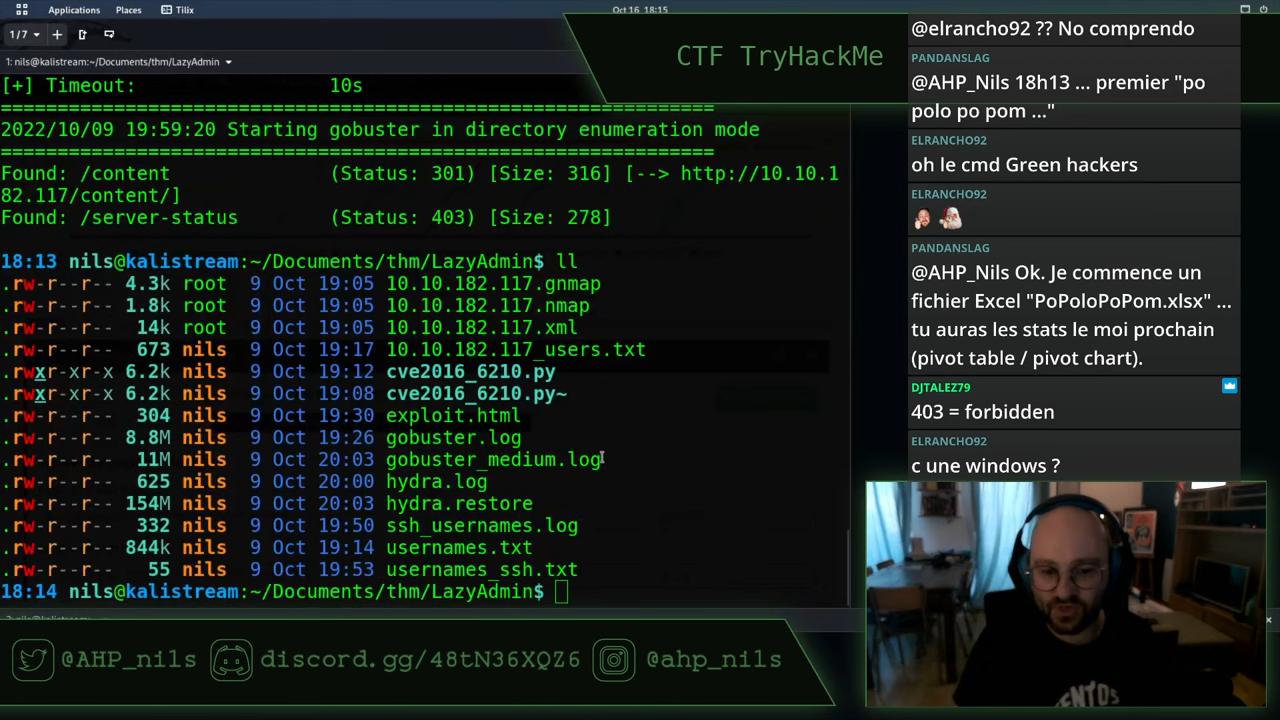 Applications Places Tilix
Oct 16 18:15
1/7
1: nils@kalistream:~/Documents/thm/LazyAdmin
[+] Timeout: 10s
===============================================================
2022/10/09 19:59:20 Starting gobuster in directory enumeration mode
===============================================================
Found: /content (Status: 301) [Size: 316] [--> http://10.10.1
82.117/content/]
Found: /server-status (Status: 403) [Size: 278]
18:13 nils@kalistream:~/Documents/thm/LazyAdmin$ ll
.rw-r--r-- 4.3k root 9 Oct 19:05 10.10.182.117.gnmap
.rw-r--r-- 1.8k root 9 Oct 19:05 10.10.182.117.nmap
.rw-r--r-- 14k root 9 Oct 19:05 10.10.182.117.xml
.rw-r--r-- 673 nils 9 Oct 19:17 10.10.182.117_users.txt
.rwxr-xr-x 6.2k nils 9 Oct 19:12 cve2016_6210.py
.rwxr-xr-x 6.2k nils 9 Oct 19:08 cve2016_6210.py~
.rw-r--r-- 304 nils 9 Oct 19:30 exploit.html
.rw-r--r-- 8.8M nils 9 Oct 19:26 gobuster.log
.rw-r--r-- 11M nils 9 Oct 20:03 gobuster_medium.log
.rw-r--r-- 625 nils 9 Oct 20:00 hydra.log
.rw-r--r-- 154M nils 9 Oct 20:03 hydra.restore
.rw-r--r-- 332 nils 9 Oct 19:50 ssh_usernames.log
.rw-r--r-- 844k nils 9 Oct 19:14 usernames.txt
.rw-r--r-- 55 nils 9 Oct 19:53 usernames_ssh.txt
18:14 nils@kalistream:~/Documents/thm/LazyAdmin$
CTF TryHackMe
@elrancho92 ?? No comprendo
PANDANSLAG
@AHP_Nils 18h13 ... premier "po
polo po pom ..."
ELRANCHO92
oh le cmd Green hackers
ELRANCHO92
PANDANSLAG
@AHP_Nils Ok. Je commence un
fichier Excel "PoPoloPoPom.xlsx" ...
tu auras les stats le moi prochain
(pivot table / pivot chart).
DJTALEZ79
403 = forbidden
ELRANCHO92
c une windows ?
@AHP_nils discord.gg/48tN36XQZ6 @ahp_nils